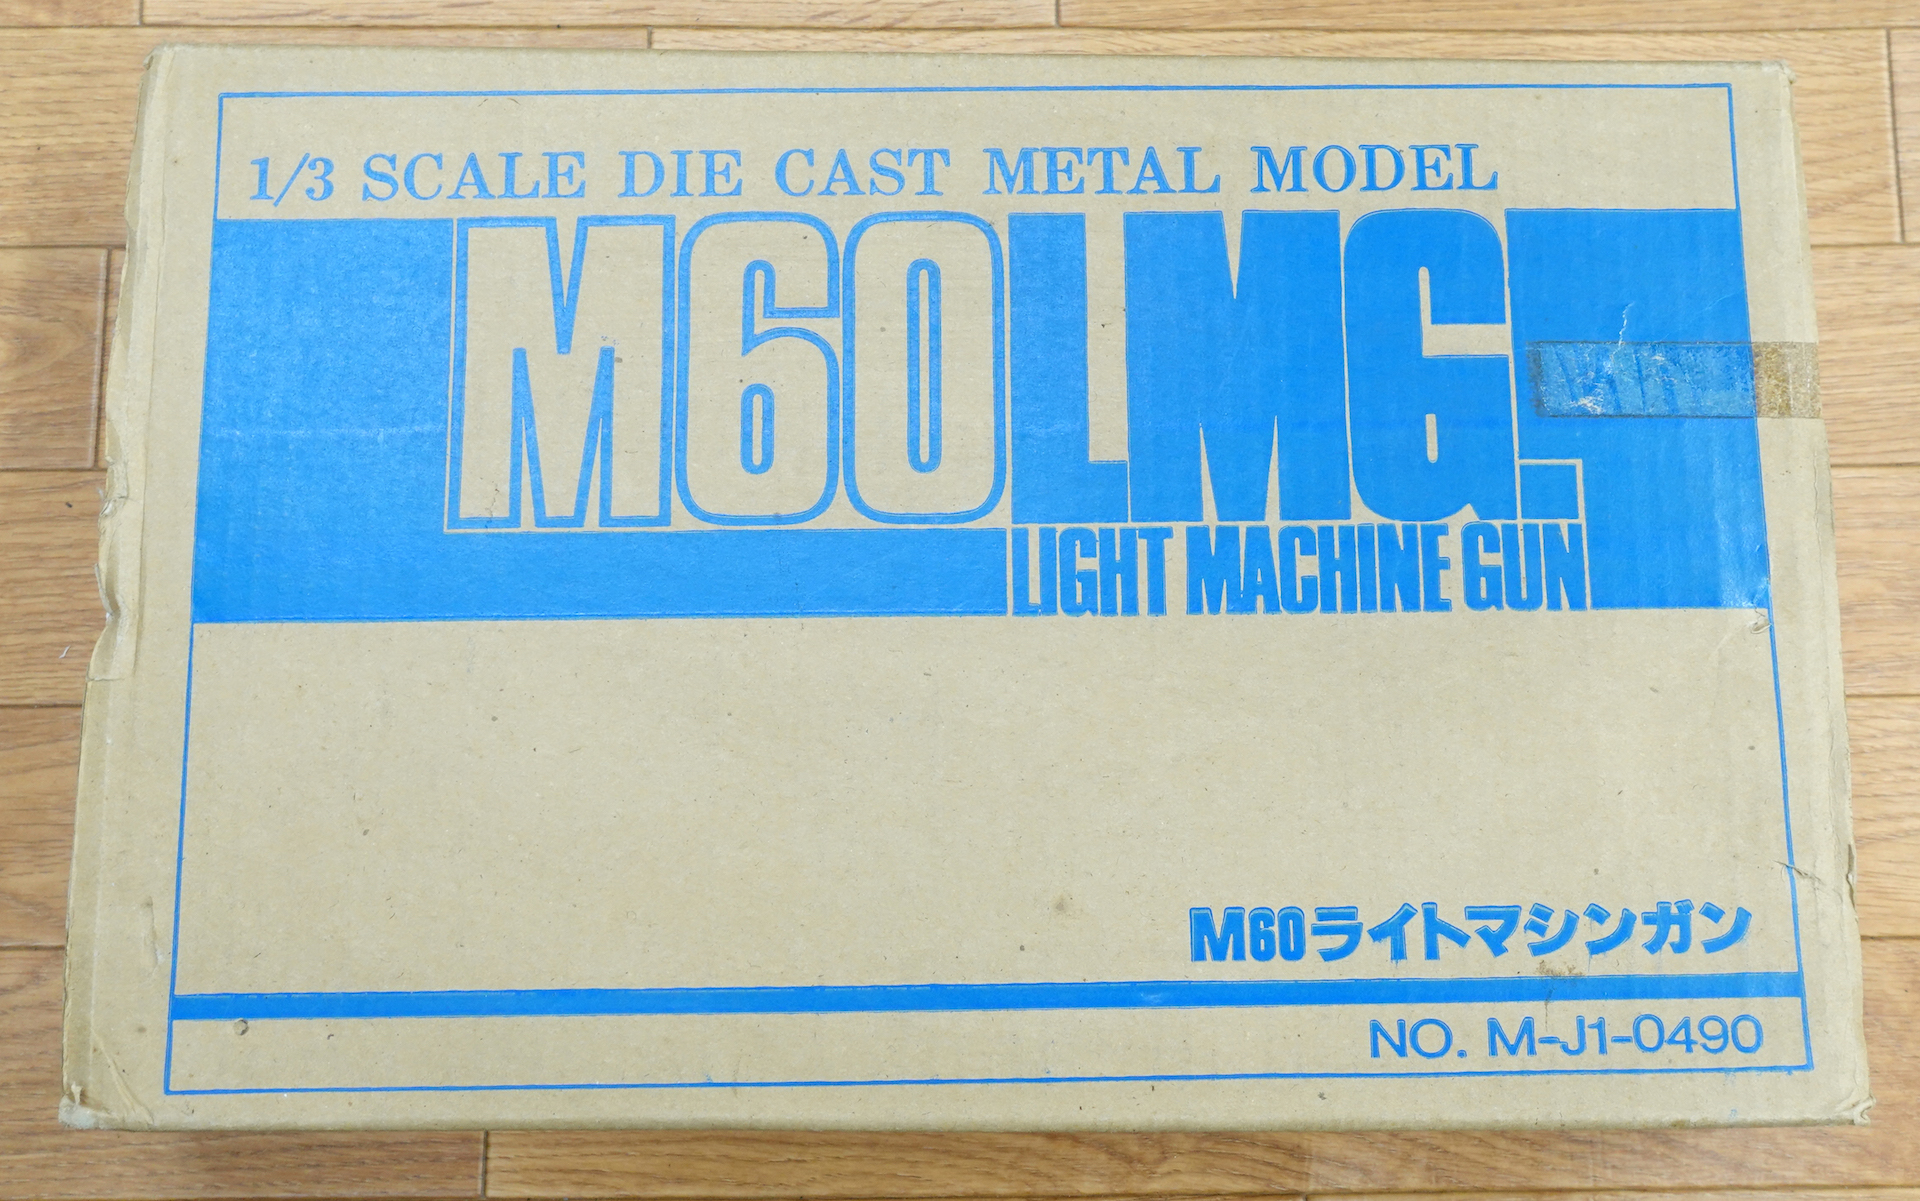 1/3 SCALE DIE CAST METAL MODEL
M60LMG.
LIGHT MACHINE GUN
M60ライトマシンガン
NO. M-J1-0490